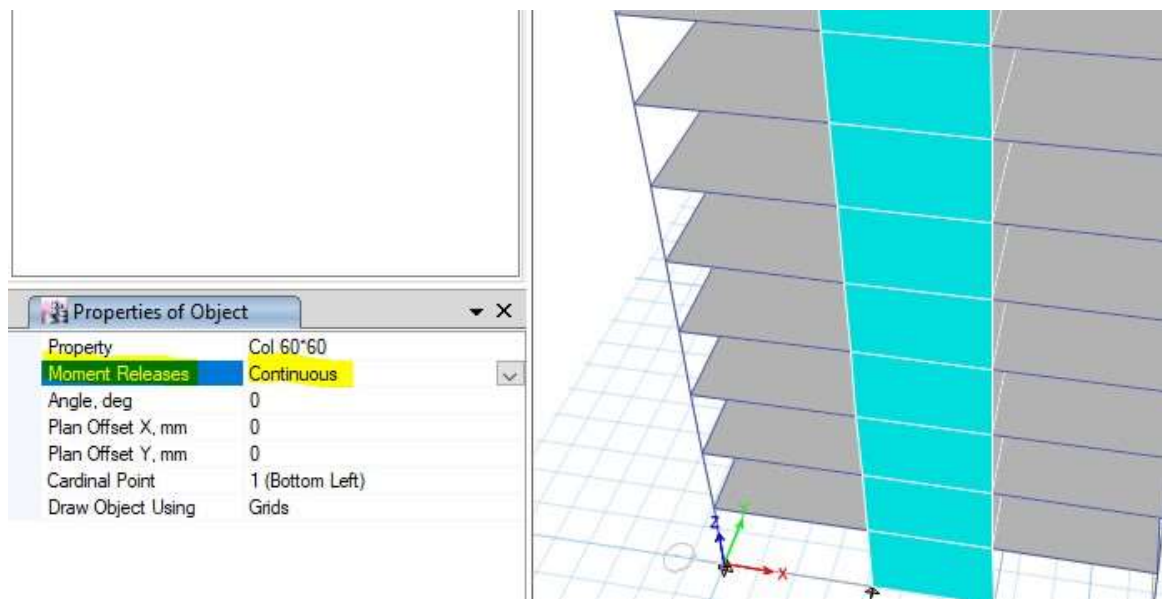 Properties of Object
Property Col 60*60
Moment Releases Continuous
Angle, deg 0
Plan Offset X, mm 0
Plan Offset Y, mm 0
Cardinal Point 1 (Bottom Left)
Draw Object Using Grids
Z
Y
X